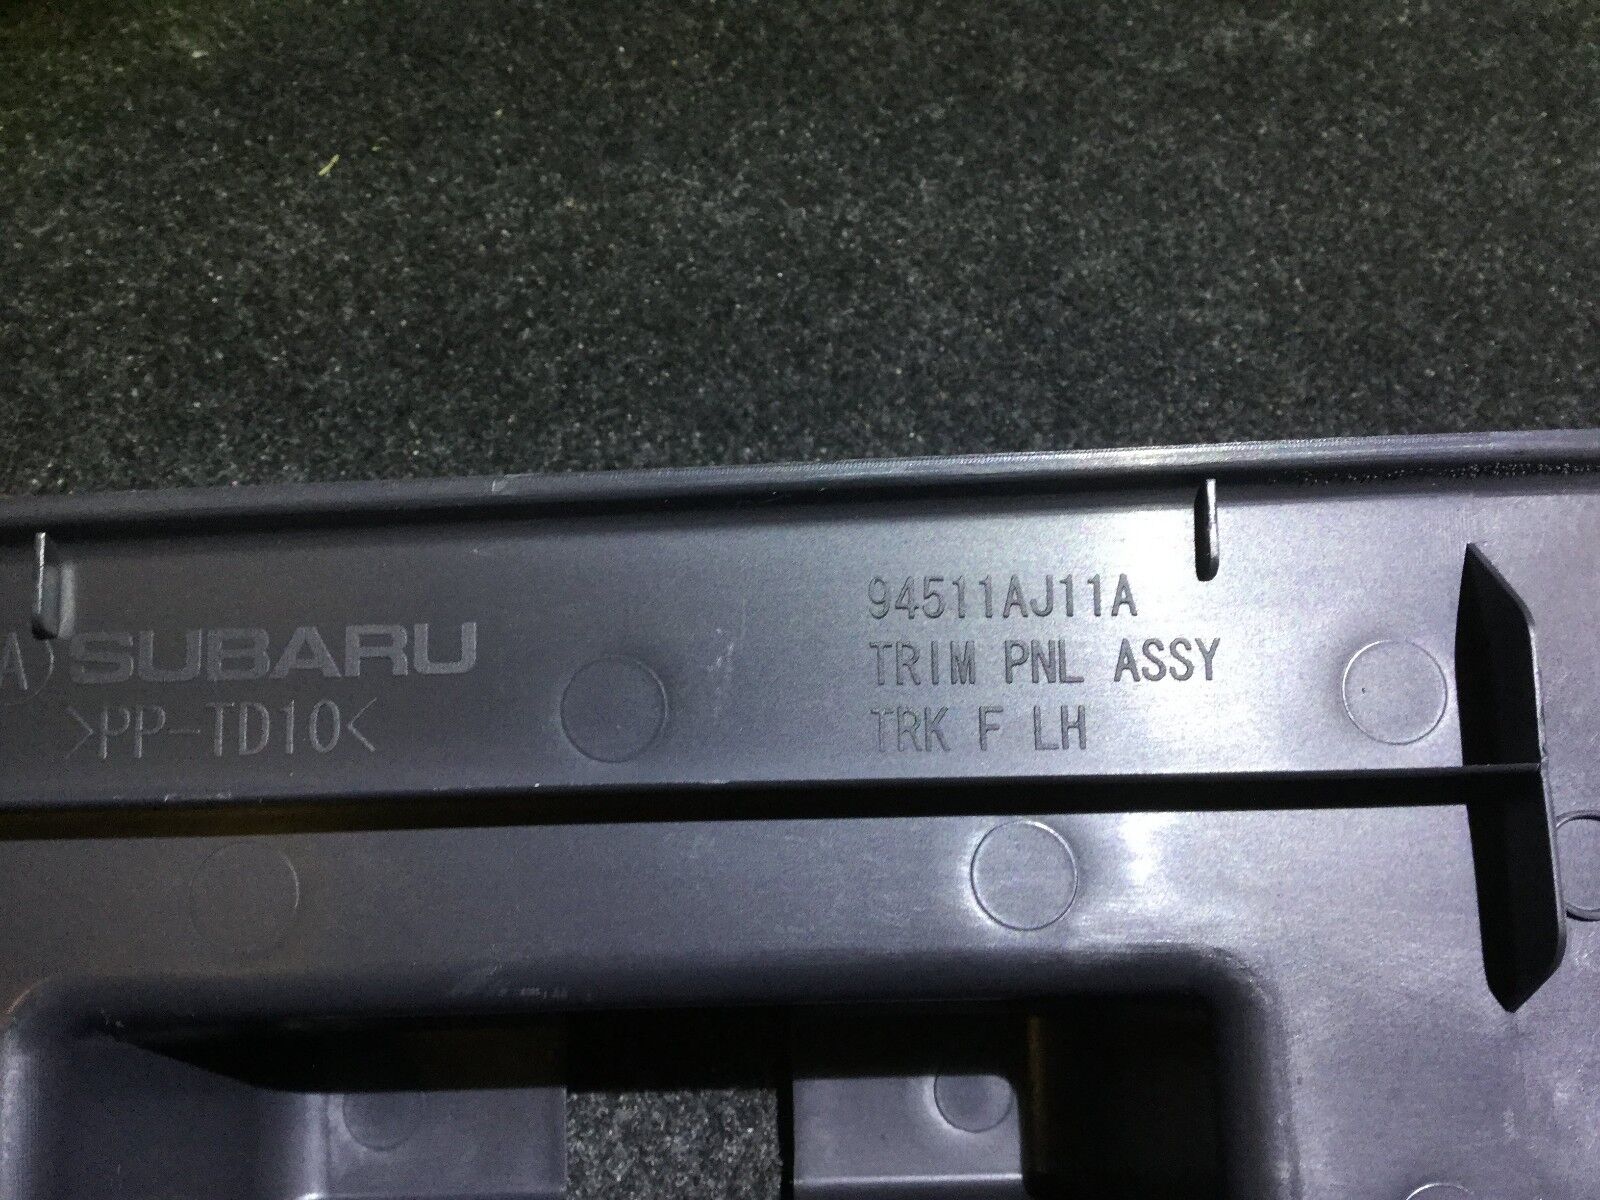 A SUBARU
>PP-TD10<
94511AJ11A
TRIM PNL ASSY
TRK F LH